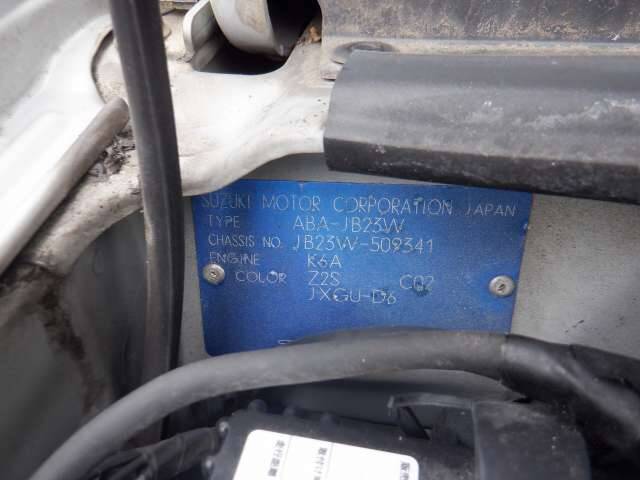 SUZUKI MOTOR CORPORATION JAPAN
TYPE ABA-JB23W
CHASSIS NO. JB23W-509341
ENGINE K6A
COLOR Z2S C02
JXGU-D6